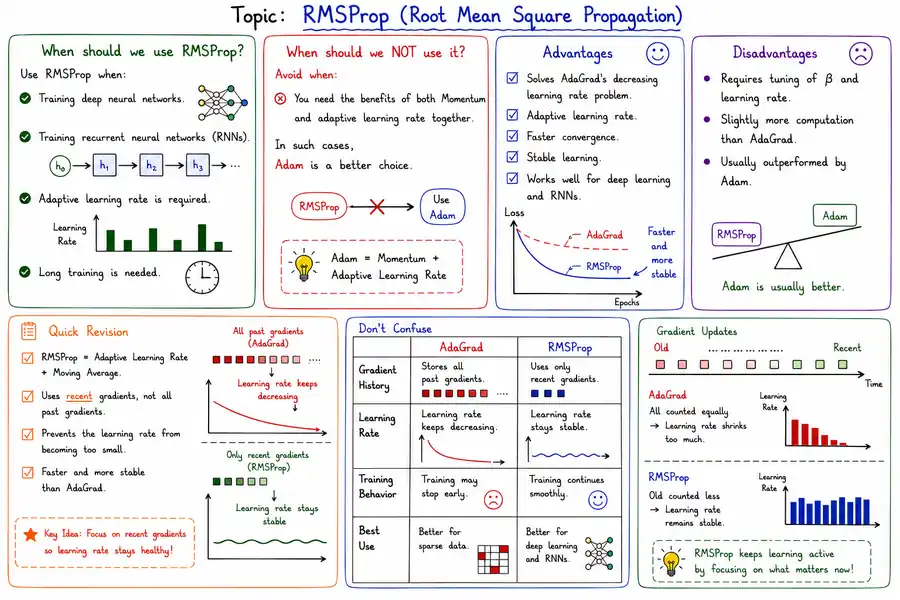 Topic: RMSProp (Root Mean Square Propagation)
When should we use RMSProp?
Use RMSProp when:
Training deep neural networks.
Training recurrent neural networks (RNNs).
h₀ h₁ h₂ h₃ ...
Adaptive learning rate is required.
Learning
Rate
Long training is needed.
When should we NOT use it?
Avoid when:
You need the benefits of both Momentum
and adaptive learning rate together.
In such cases,
Adam is a better choice.
RMSProp
Use
Adam
Adam = Momentum +
Adaptive Learning Rate
Advantages
Solves AdaGrad's decreasing
learning rate problem.
Adaptive learning rate.
Faster convergence.
Stable learning.
Works well for deep learning
and RNNs.
Loss
AdaGrad
RMSProp
Faster
and
more
stable
Epochs
Disadvantages
Requires tuning of β and
learning rate.
Slightly more computation
than AdaGrad.
Usually outperformed by
Adam.
RMSProp
Adam
Adam is usually better.
Quick Revision
RMSProp = Adaptive Learning Rate
+ Moving Average.
Uses recent gradients, not all
past gradients.
Prevents the learning rate from
becoming too small.
Faster and more stable
than AdaGrad.
Key Idea: Focus on recent gradients
so learning rate stays healthy!
All past gradients
(AdaGrad)
....
Learning rate keeps
decreasing
Only recent gradients
(RMSProp)
Learning rate stays
stable
Don't Confuse
AdaGrad RMSProp
Gradient
History
Stores all
past gradients.
....
Uses only
recent gradients.
Learning
Rate
Learning rate
keeps decreasing.
Learning rate
stays stable.
Training
Behavior
Training may
stop early.
Training continues
smoothly.
Best
Use
Better for
sparse data.
Better for
deep learning
and RNNs.
Gradient Updates
Old ................ Recent
Time
AdaGrad
All counted equally
→ Learning rate shrinks
too much.
Learning
Rate
RMSProp
Old counted less
→ Learning rate
remains stable.
Learning
Rate
RMSProp keeps learning active
by focusing on what matters now!